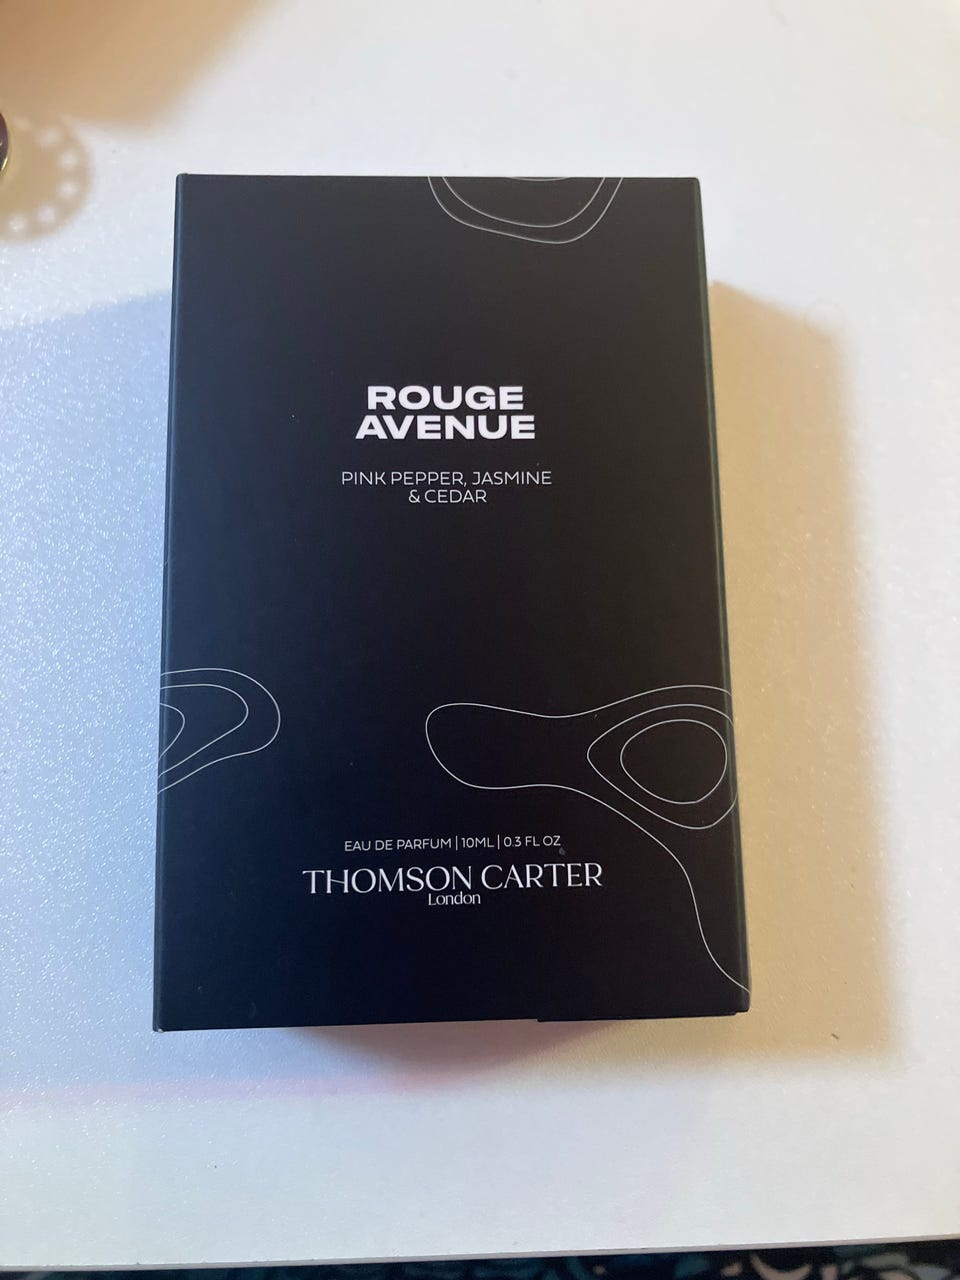 ROUGE
AVENUE
PINK PEPPER, JASMINE
& CEDAR
EAU DE PARFUM | 10ML | 0.3 FL OZ
THOMSON CARTER
London